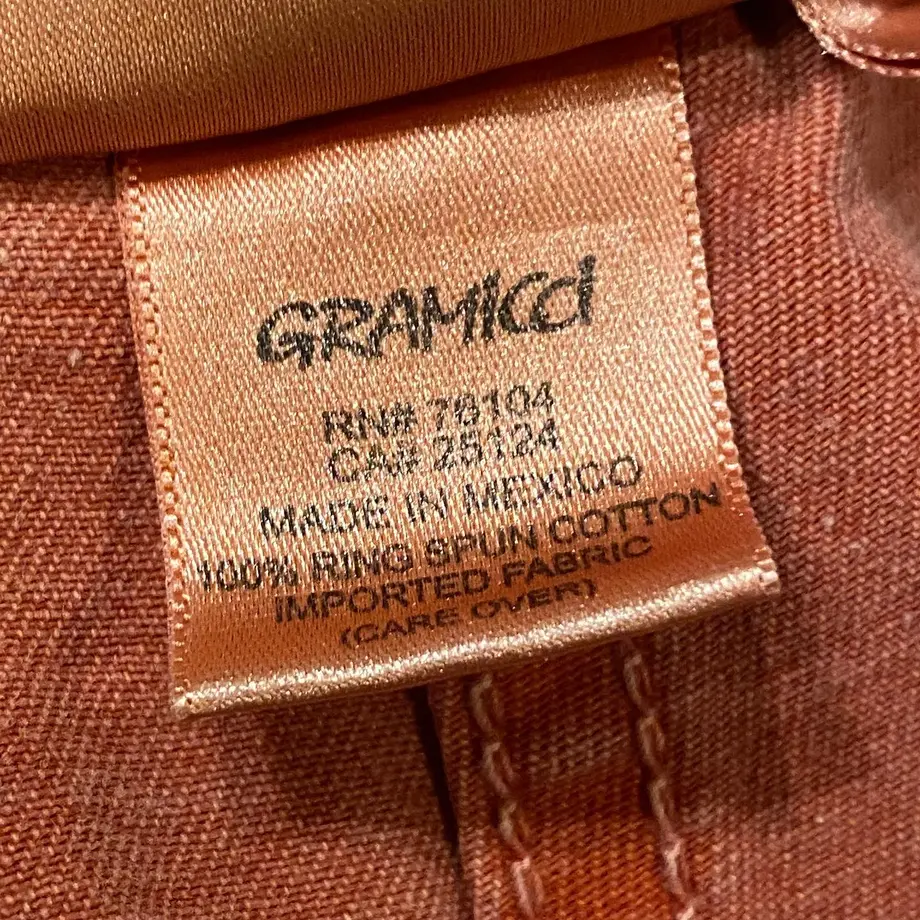 GRAMICCI
RN# 78104
CA# 25124
MADE IN MEXICO
100% RING SPUN COTTON
IMPORTED FABRIC
(CARE OVER)